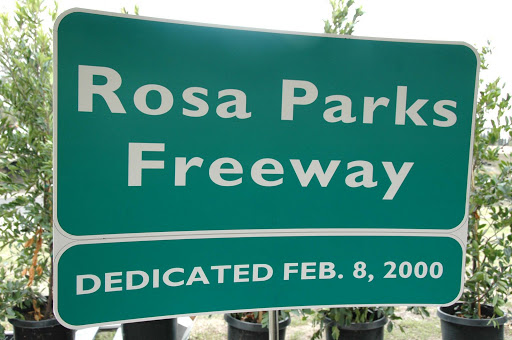 Rosa Parks
Freeway
DEDICATED FEB. 8, 2000